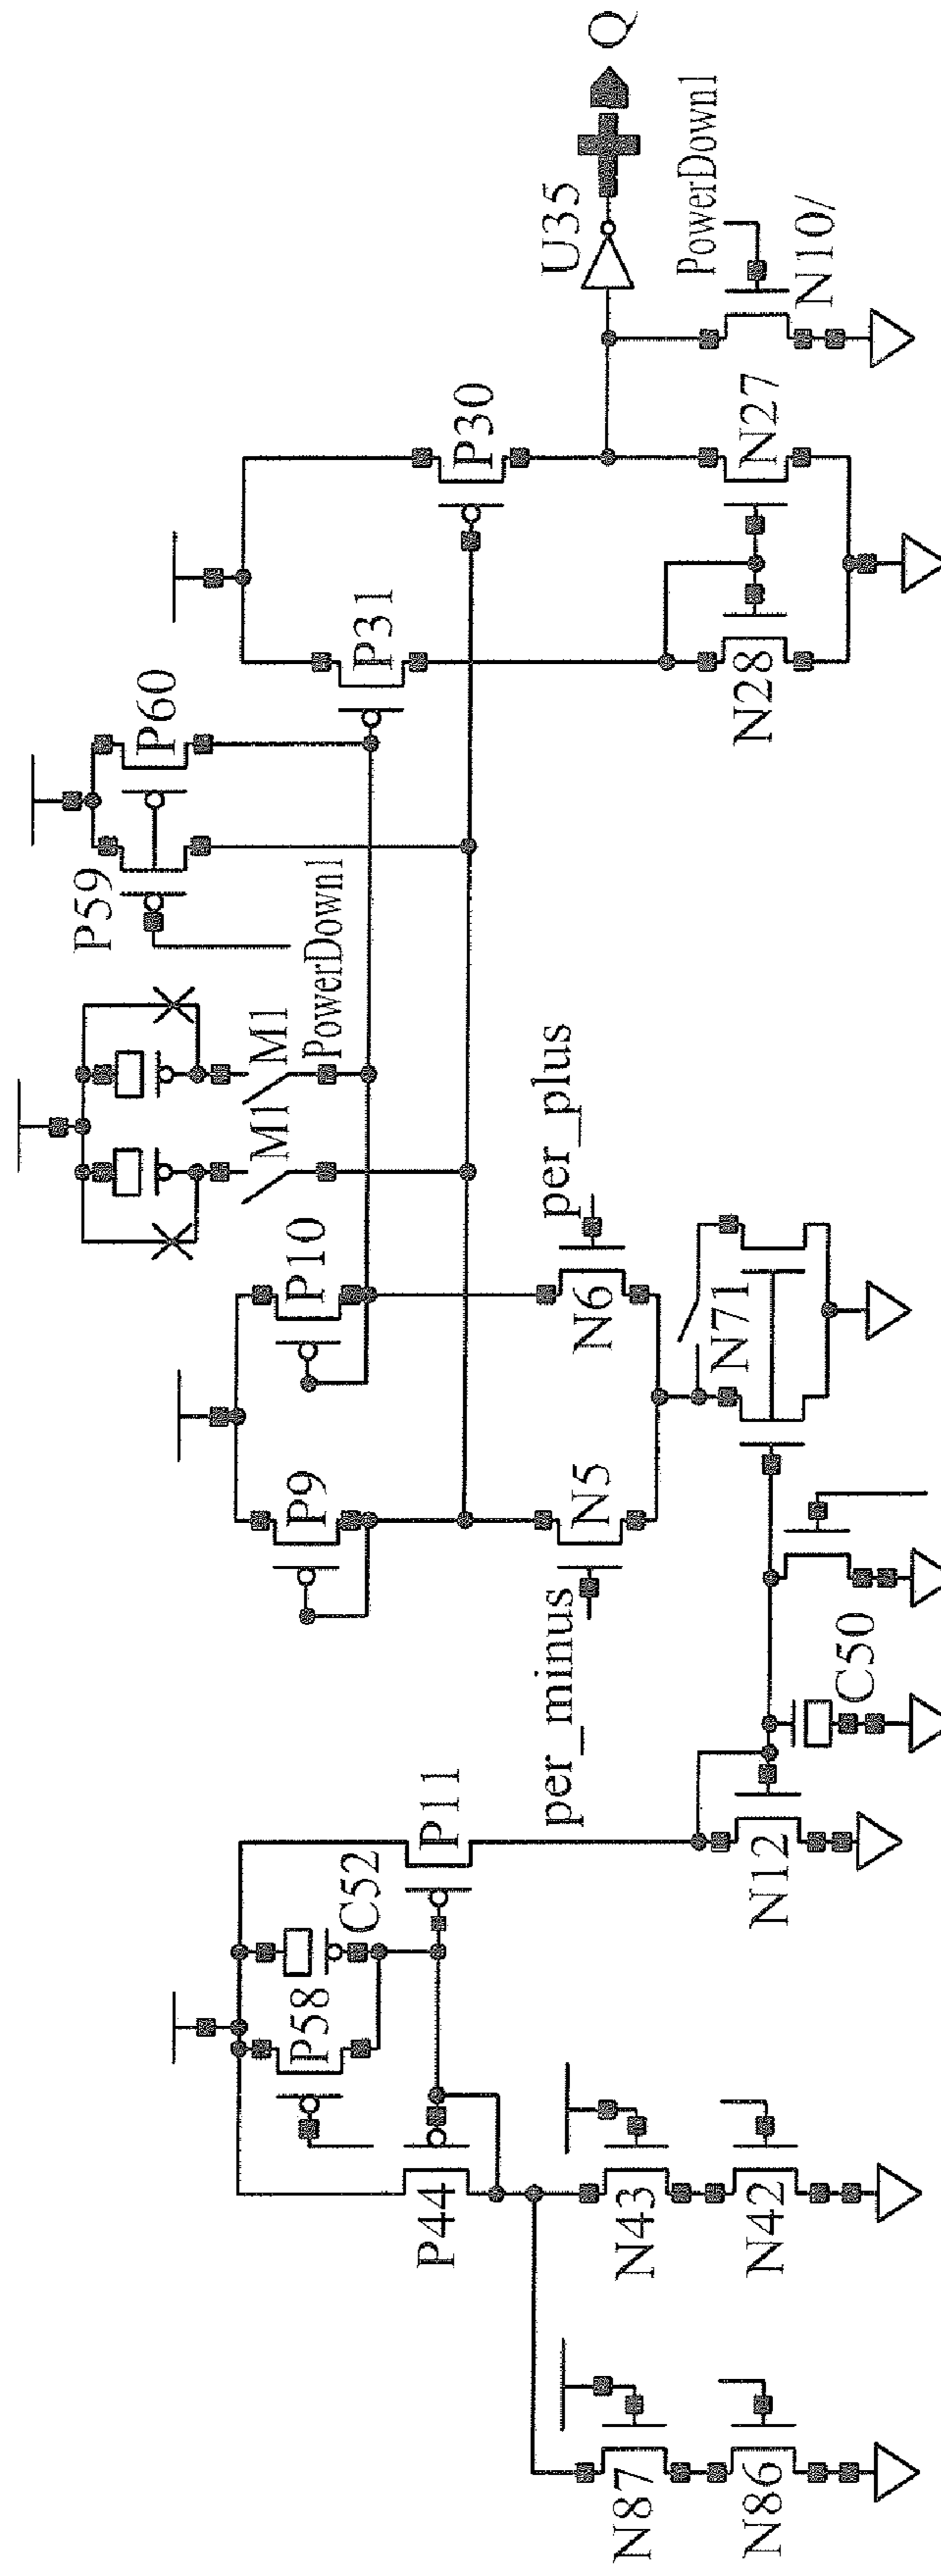 Q
U35
PowerDown1
N10/
P30
N27
P31
N28
P60
P59
PowerDown1
M1
M1
P10
P9
per_plus
N6
N5
per_minus
N71
C50
P11
N12
C52
P58
P44
N43
N42
N87
N86